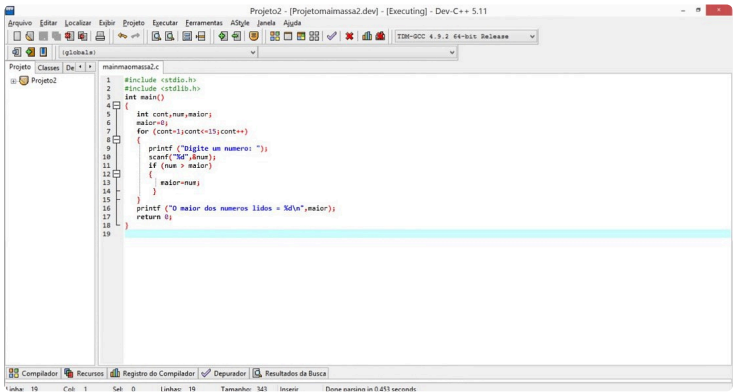 Projeto2 - [Projetomaimassa2.dev] - [Executing] - Dev-C++ 5.11
Arquivo Editar Localizar Exibir Projeto Executar Ferramentas AStyle Janela Ajuda
TDM-GCC 4.9.2 64-bit Release
(globals)
Projeto Classes De
mainmaomassa2.c
Projeto2
1 #include <stdio.h>
2 #include <stdlib.h>
3 int main()
4 {
5 int cont,num,maior;
6 maior=0;
7 for (cont=1;cont<=15;cont++)
8 {
9 printf ("Digite um numero: ");
10 scanf("%d",&num);
11 if (num > maior)
12 {
13 maior=num;
14 }
15 }
16 printf ("O maior dos numeros lidos = %d\n",maior);
17 return 0;
18 }
19
Compilador Recursos Registro do Compilador Depurador Resultados da Busca
Linha: 19 Col: 1 Sel: 0 Linhas: 19 Tamanho: 343 Inserir Done parsing in 0.453 seconds